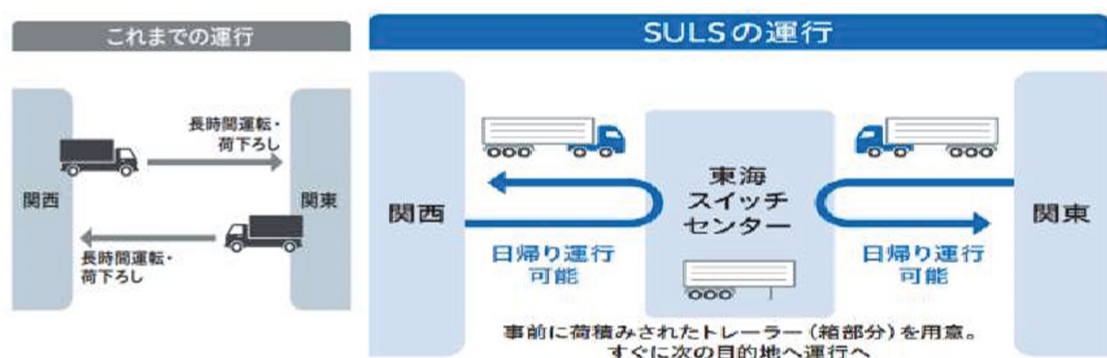 これまでの運行
関西
長時間運転・
荷下ろし
関東
長時間運転・
荷下ろし
SULSの運行
関西
日帰り運行
可能
東海
スイッチ
センター
日帰り運行
可能
関東
事前に荷積みされたトレーラー(箱部分)を用意。
すぐに次の目的地へ運行へ